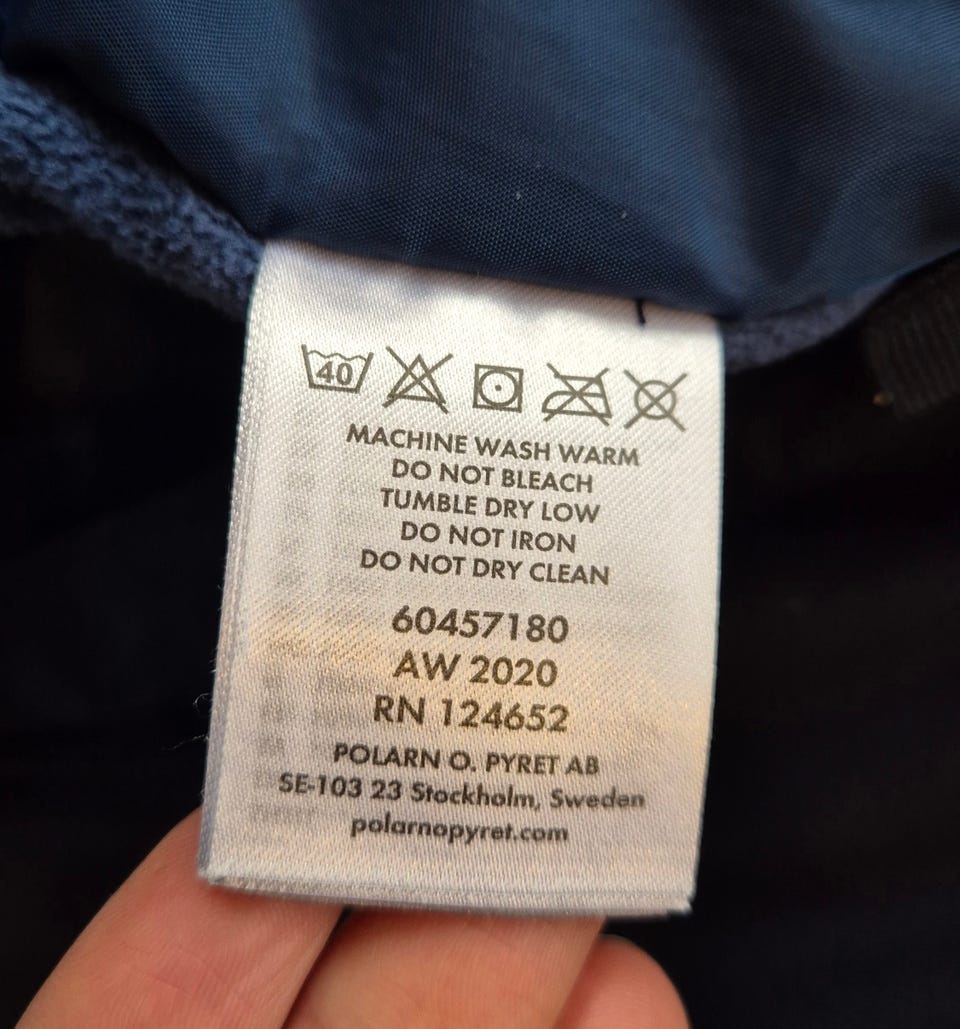 40
MACHINE WASH WARM
DO NOT BLEACH
TUMBLE DRY LOW
DO NOT IRON
DO NOT DRY CLEAN
60457180
AW 2020
RN 124652
POLARN O. PYRET AB
SE-103 23 Stockholm, Sweden
polarnopyret.com